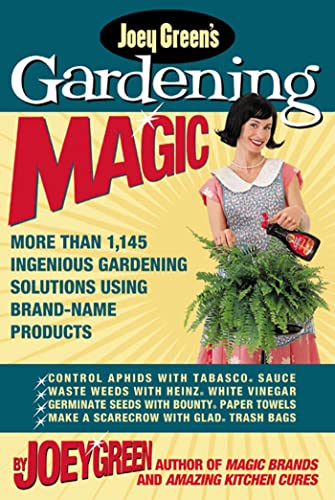 Joey Green's
Gardening
MAGIC
MORE THAN 1,145
INGENIOUS GARDENING
SOLUTIONS USING
BRAND-NAME
PRODUCTS
CONTROL APHIDS WITH TABASCO® SAUCE
WASTE WEEDS WITH HEINZ® WHITE VINEGAR
GERMINATE SEEDS WITH BOUNTY® PAPER TOWELS
MAKE A SCARECROW WITH GLAD® TRASH BAGS
BY JOEY GREEN AUTHOR OF MAGIC BRANDS
AND AMAZING KITCHEN CURES